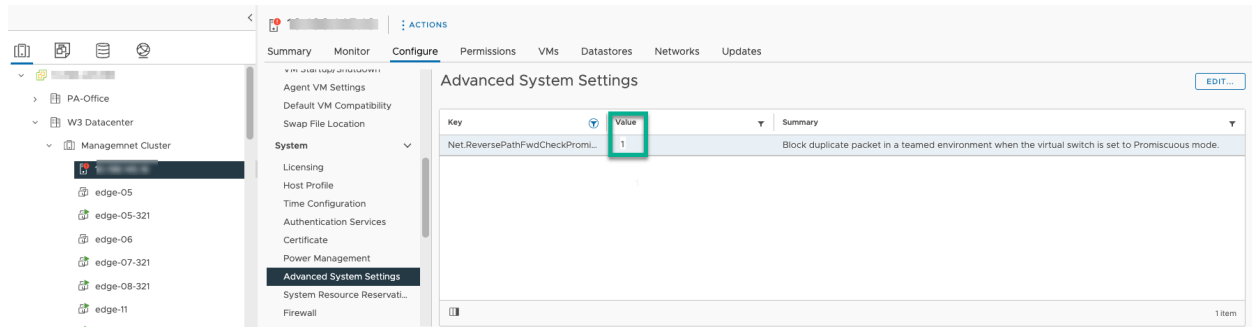 ACTIONS
Summary Monitor Configure Permissions VMs Datastores Networks Updates
PA-Office
W3 Datacenter
Managemnet Cluster
edge-05
edge-05-321
edge-06
edge-07-321
edge-08-321
edge-11
VM Startup/Shutdown
Agent VM Settings
Default VM Compatibility
Swap File Location
System
Licensing
Host Profile
Time Configuration
Authentication Services
Certificate
Power Management
Advanced System Settings
System Resource Reservati...
Firewall
Advanced System Settings
EDIT...
Key Value Summary
Net.ReversePathFwdCheckPromi... 1 Block duplicate packet in a teamed environment when the virtual switch is set to Promiscuous mode.
1 item